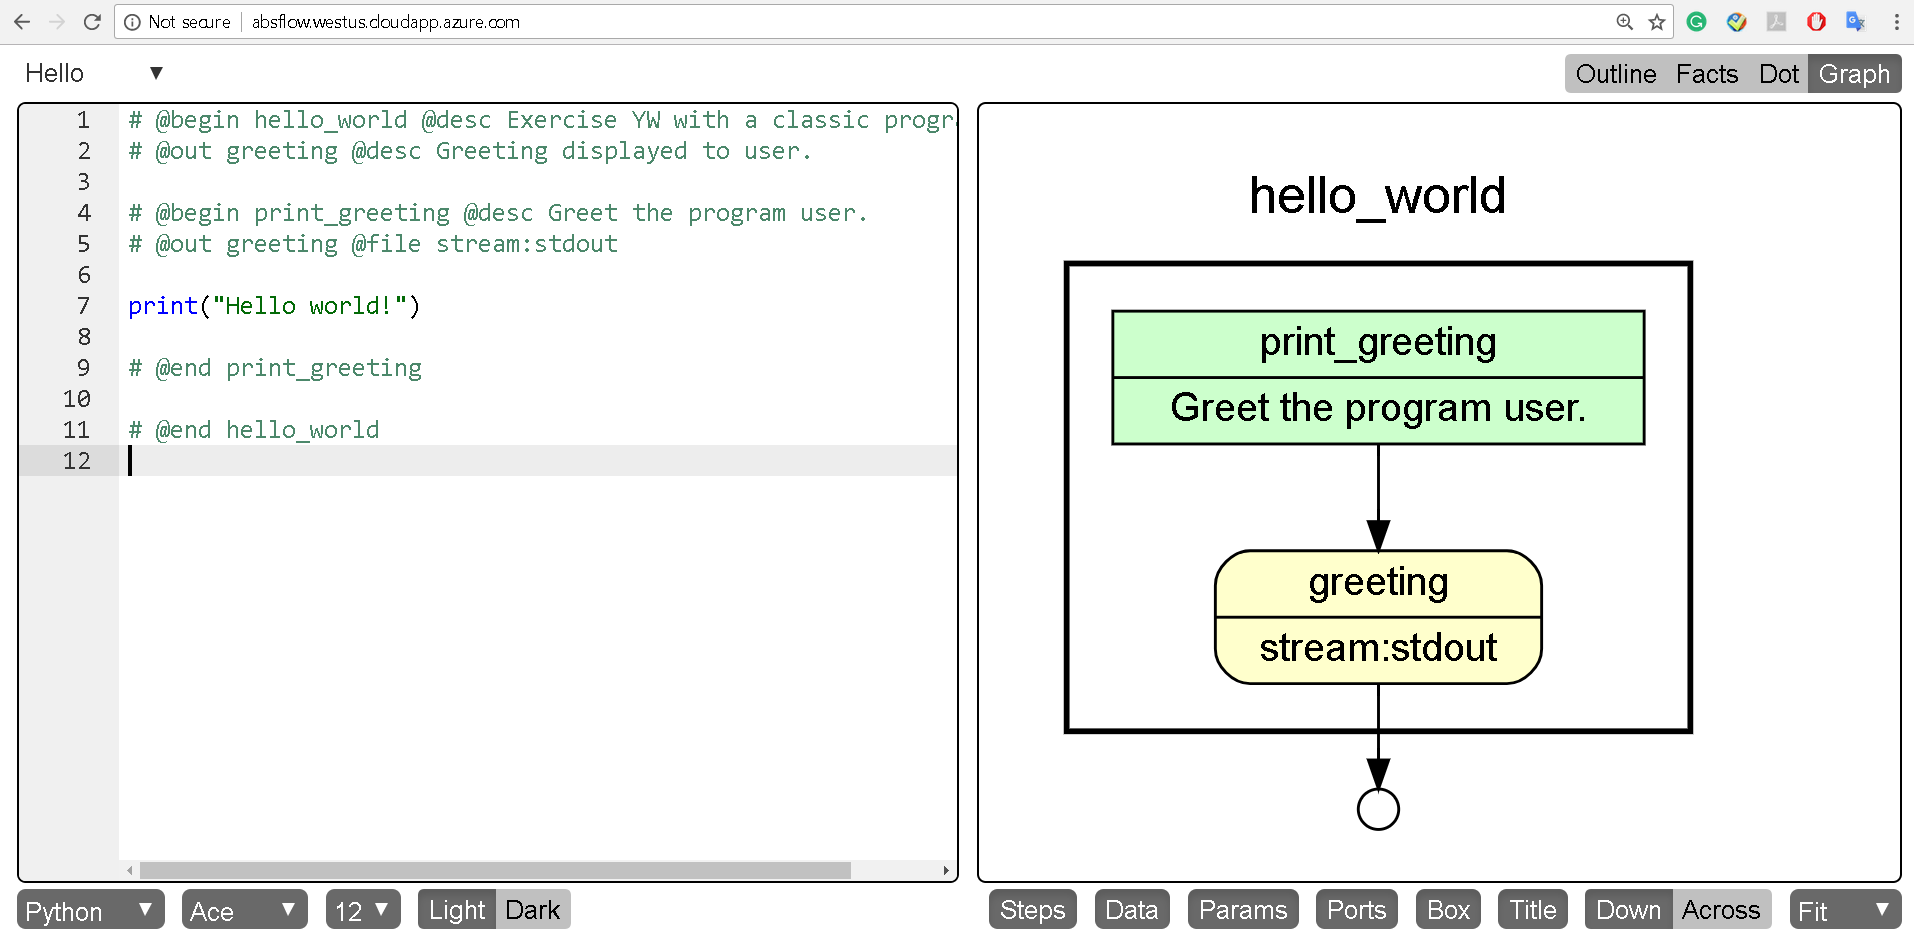 Not secure absflow.westus.cloudapp.azure.com
Hello
Outline Facts Dot Graph
1 # @begin hello_world @desc Exercise YW with a classic progr
2 # @out greeting @desc Greeting displayed to user.
3
4 # @begin print_greeting @desc Greet the program user.
5 # @out greeting @file stream:stdout
6
7 print("Hello world!")
8
9 # @end print_greeting
10
11 # @end hello_world
12
hello_world
print_greeting
Greet the program user.
greeting
stream:stdout
Python Ace 12 Light Dark
Steps Data Params Ports Box Title Down Across Fit